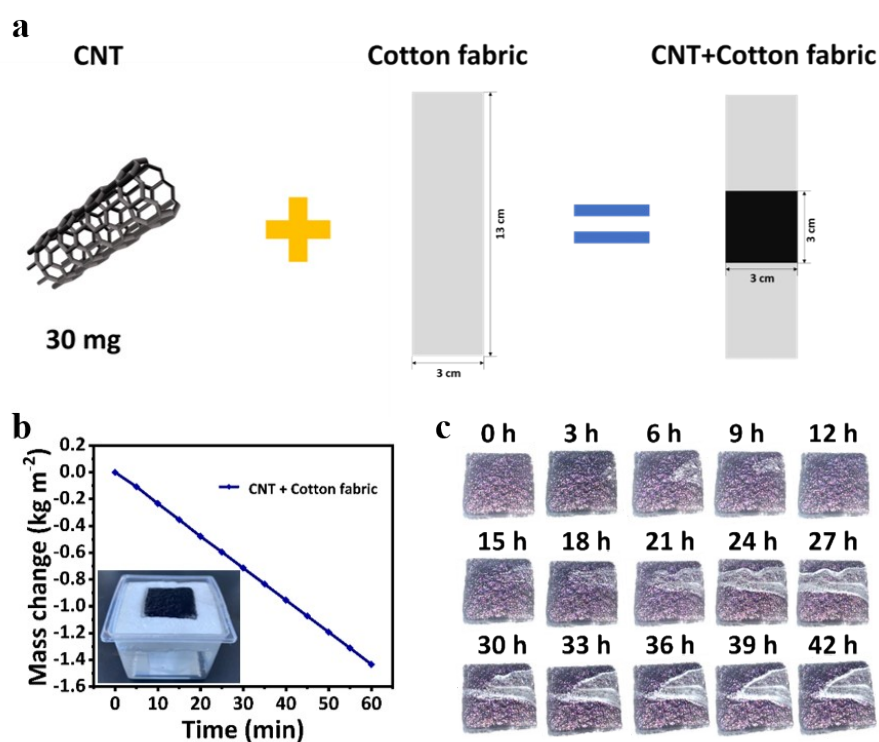 a
CNT
Cotton fabric
CNT+Cotton fabric
30 mg
13 cm
3 cm
3 cm
3 cm
b
Mass change (kg m⁻²)
0.2
0.0
-0.2
-0.4
-0.6
-0.8
-1.0
-1.2
-1.4
-1.6
CNT + Cotton fabric
0 10 20 30 40 50 60
Time (min)
c
0 h 3 h 6 h 9 h 12 h
15 h 18 h 21 h 24 h 27 h
30 h 33 h 36 h 39 h 42 h